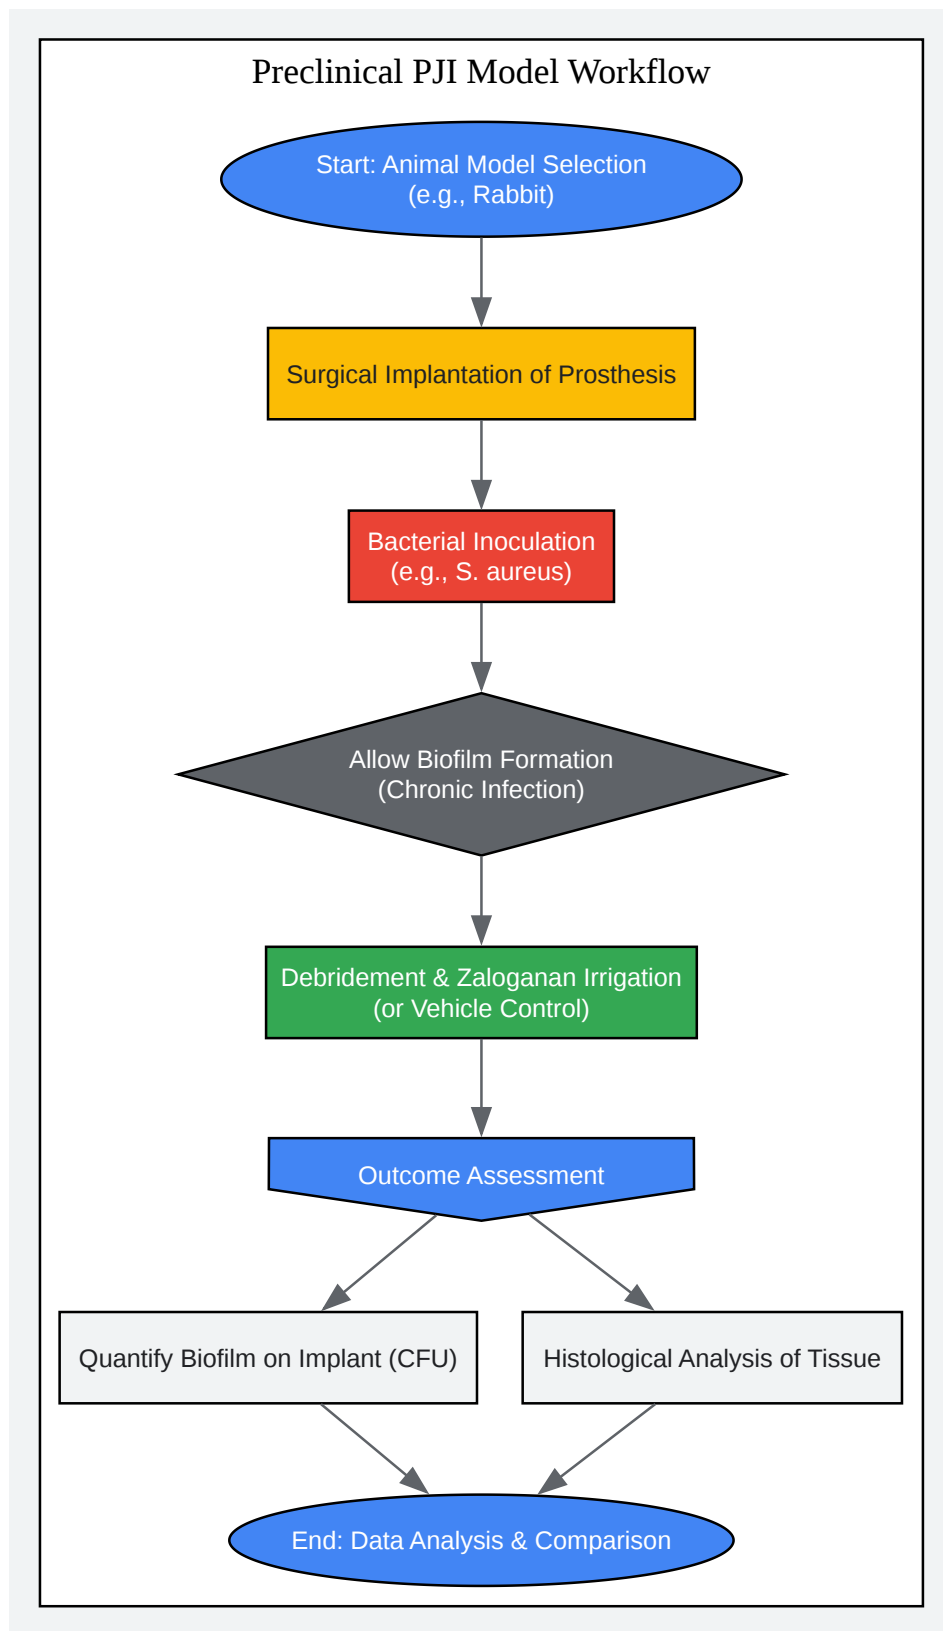 Preclinical PJI Model Workflow
Start: Animal Model Selection
(e.g., Rabbit)
Surgical Implantation of Prosthesis
Bacterial Inoculation
(e.g., S. aureus)
Allow Biofilm Formation
(Chronic Infection)
Debridement & Zaloganan Irrigation
(or Vehicle Control)
Outcome Assessment
Quantify Biofilm on Implant (CFU)
Histological Analysis of Tissue
End: Data Analysis & Comparison